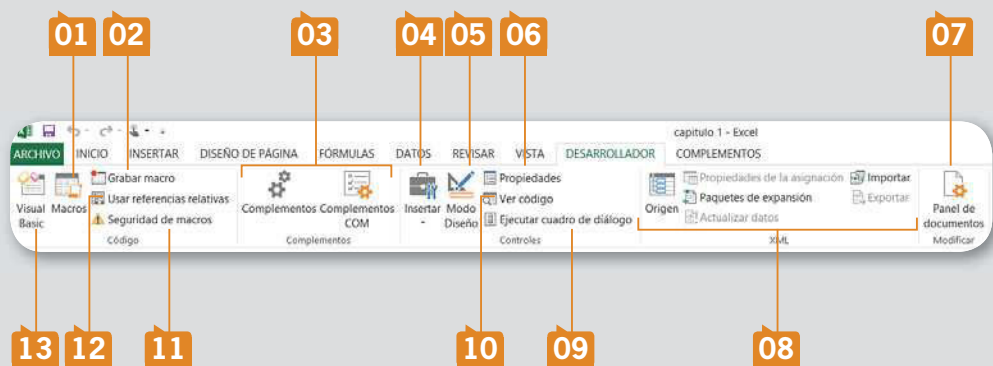 01 02 03 04 05 06 07
capitulo 1 - Excel
ARCHIVO INICIO INSERTAR DISEÑO DE PÁGINA FÓRMULAS DATOS REVISAR VISTA DESARROLLADOR COMPLEMENTOS
Visual Basic
Macros
Grabar macro
Usar referencias relativas
Seguridad de macros
Código
Complementos
Complementos COM
Complementos
Insertar
Modo Diseño
Propiedades
Ver código
Ejecutar cuadro de diálogo
Controles
Origen
Propiedades de la asignación
Paquetes de expansión
Actualizar datos
Importar
Exportar
XML
Panel de documentos
Modificar
13 12 11 10 09 08